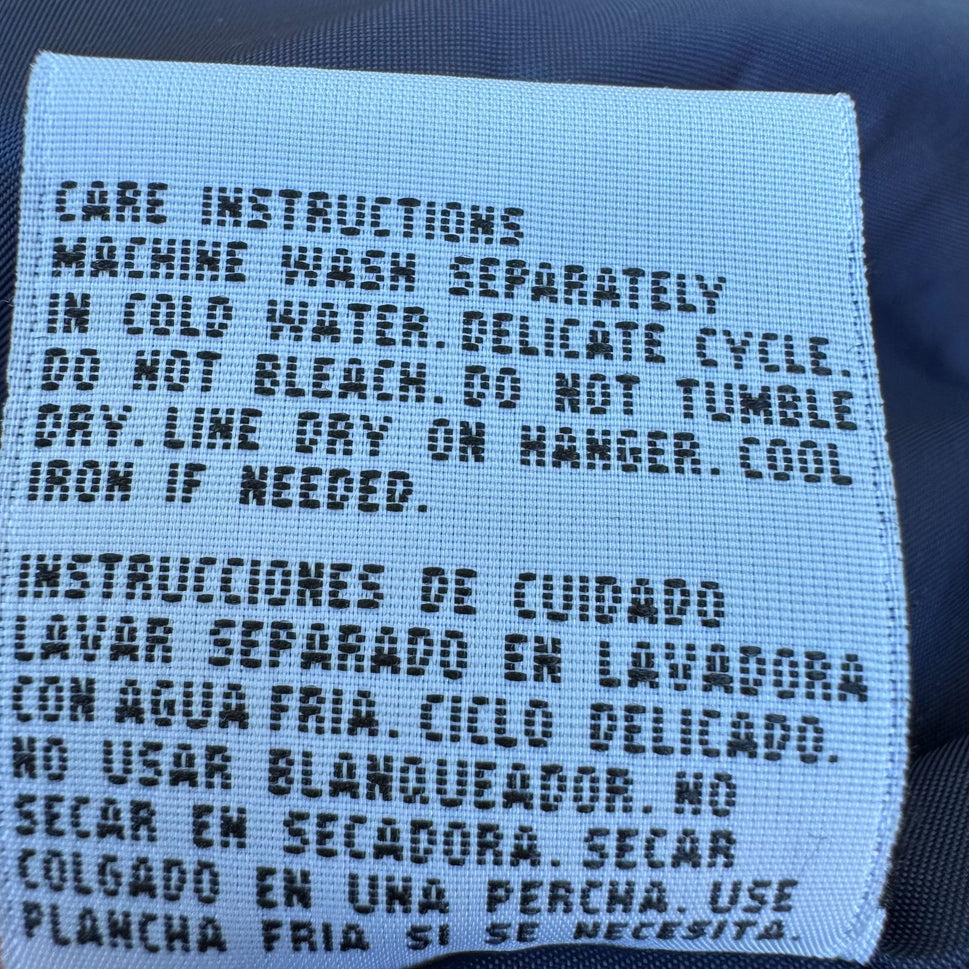 CARE INSTRUCTIONS
MACHINE WASH SEPARATELY
IN COLD WATER. DELICATE CYCLE.
DO NOT BLEACH. DO NOT TUMBLE
DRY. LINE DRY ON HANGER. COOL
IRON IF NEEDED.
INSTRUCCIONES DE CUIDADO
LAVAR SEPARADO EN LAVADORA
CON AGUA FRIA. CICLO DELICADO.
NO USAR BLANQUEADOR. NO
SECAR EN SECADORA. SECAR
COLGADO EN UNA PERCHA. USE
PLANCHA FRIA SI SE NECESITA.